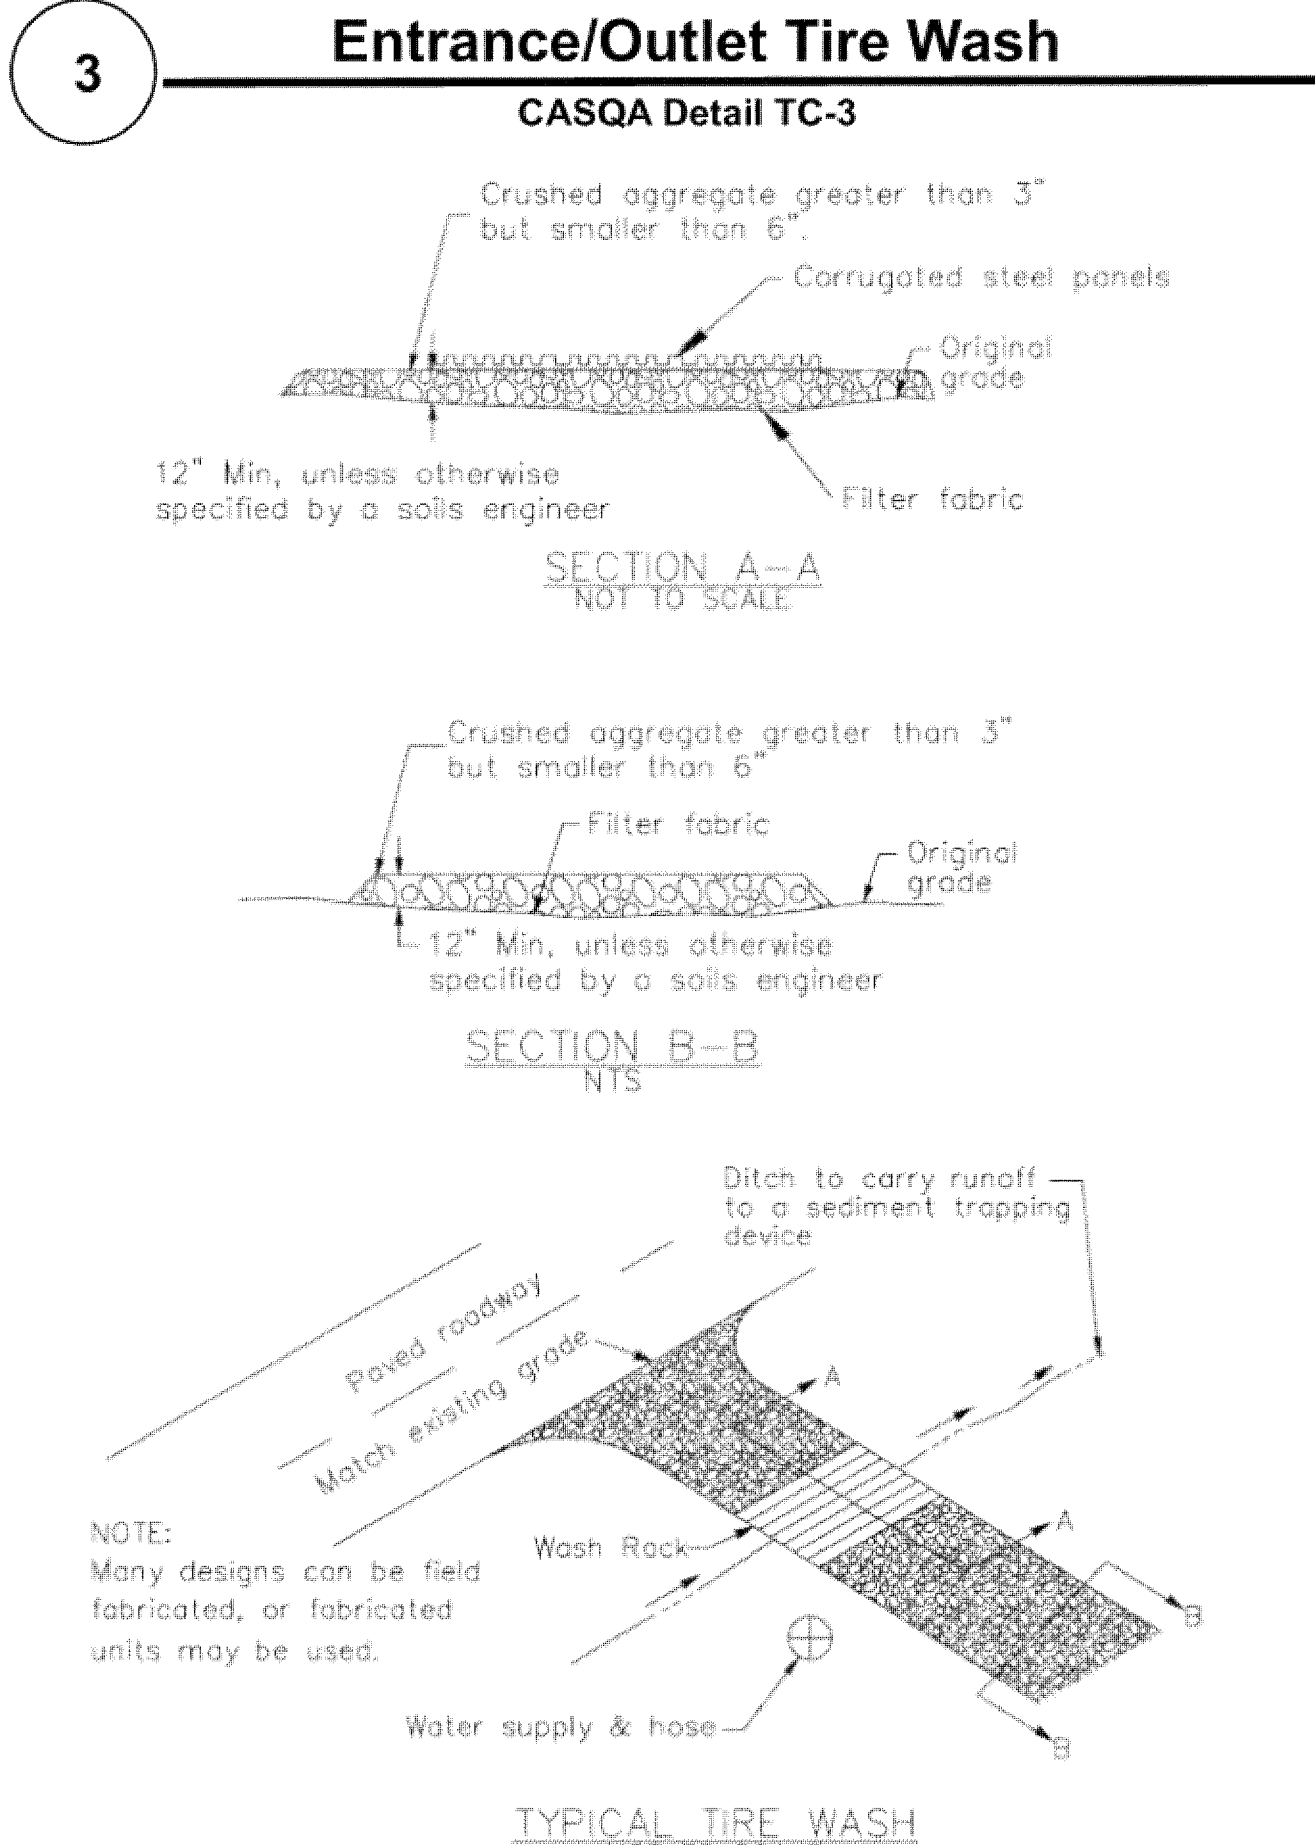 3
Entrance/Outlet Tire Wash
CASQA Detail TC-3
Crushed aggregate greater than 3"
but smaller than 6".
Corrugated steel panels
Original
grade
12" Min, unless otherwise
specified by a soils engineer
Filter fabric
SECTION A-A
NOT TO SCALE
Crushed aggregate greater than 3"
but smaller than 6"
Filter fabric
Original
grade
12" Min, unless otherwise
specified by a soils engineer
SECTION B-B
NTS
Ditch to carry runoff
to a sediment trapping
device
Paved roadway
Match existing grade
A
A
NOTE:
Many designs can be field
fabricated, or fabricated
units may be used.
Wash Rack
B
Water supply & hose
B
TYPICAL TIRE WASH